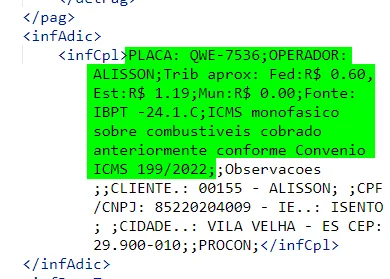 </detPag>
</pag>
<infAdic>
<infCpl>PLACA: QWE-7536;OPERADOR:
ALISSON;Trib aprox: Fed:R$ 0.60,
Est:R$ 1.19;Mun:R$ 0.00;Fonte:
IBPT -24.1.C;ICMS monofasico
sobre combustiveis cobrado
anteriormente conforme Convenio
ICMS 199/2022;;Observacoes
;;CLIENTE.: 00155 - ALISSON; ;CPF
/CNPJ: 85220204009 - IE..: ISENTO
; ;CIDADE..: VILA VELHA - ES CEP:
29.900-010;;PROCON;</infCpl>
</infAdic>